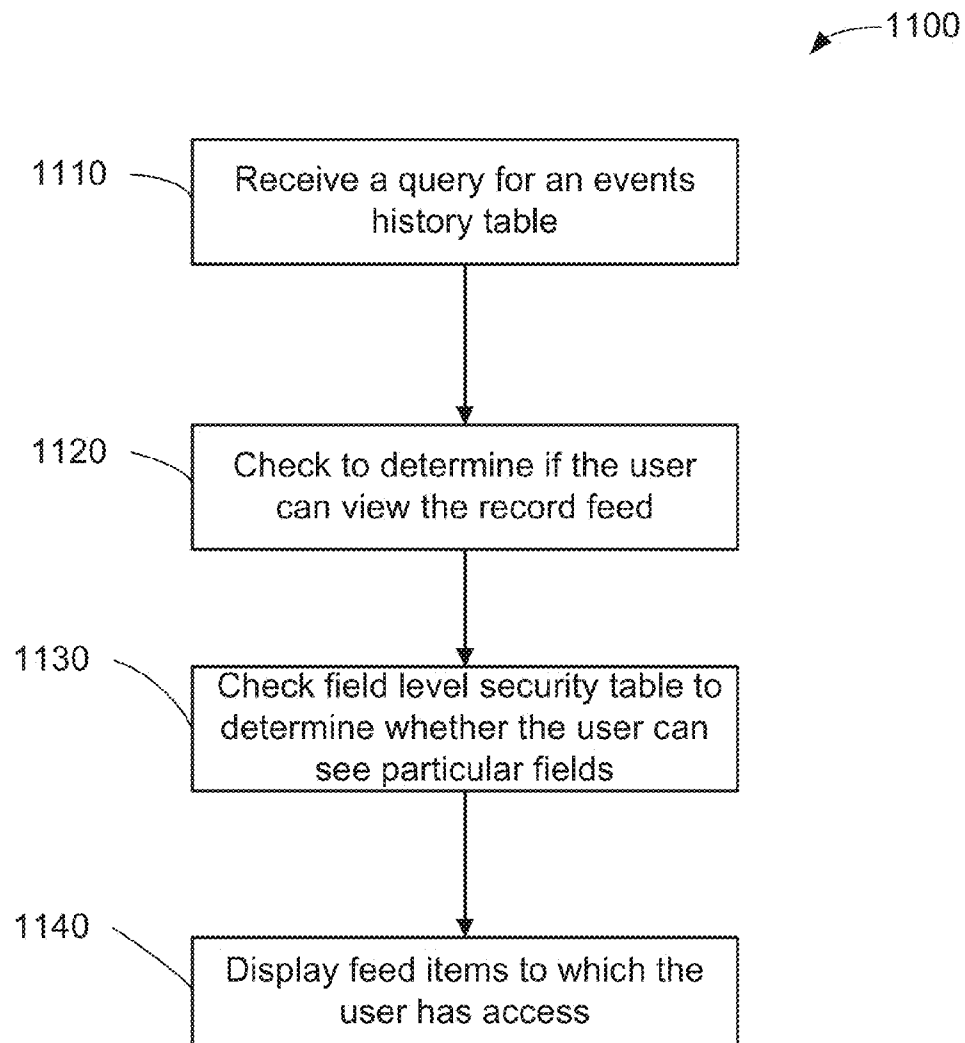 1100
1110
Receive a query for an events
history table
1120
Check to determine if the user
can view the record feed
1130
Check field level security table to
determine whether the user can
see particular fields
1140
Display feed items to which the
user has access